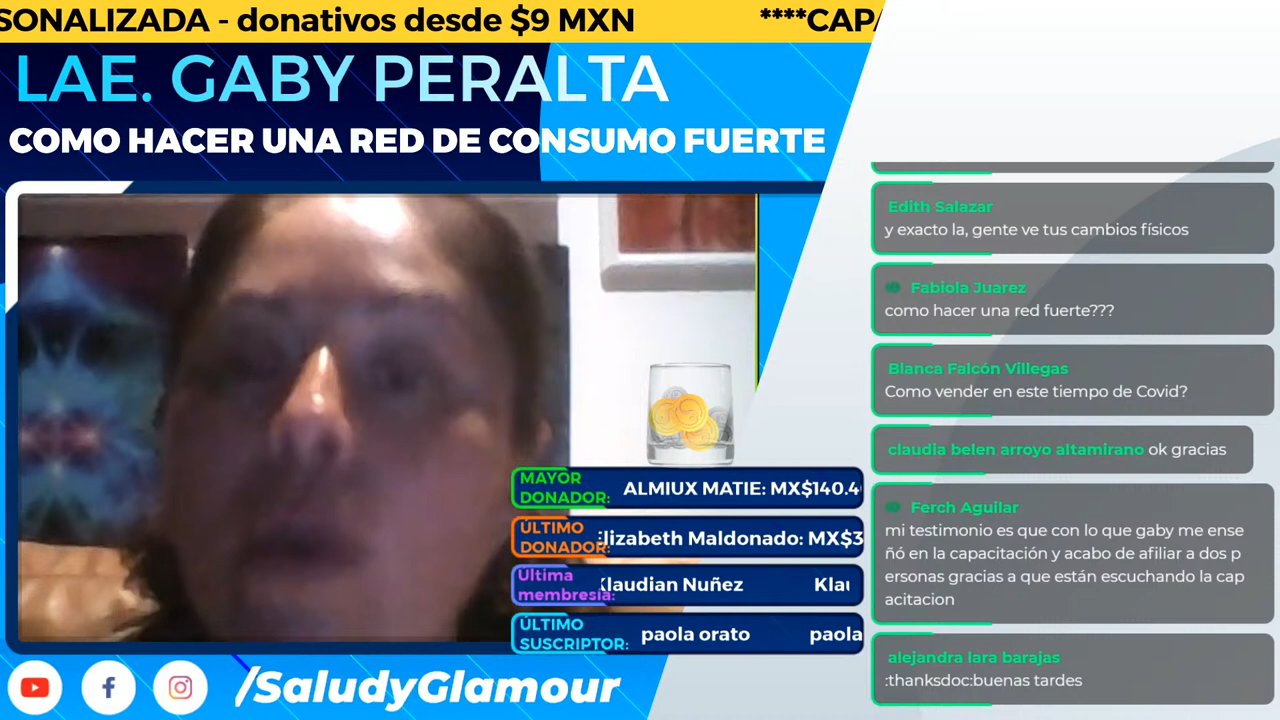 SONALIZADA - donativos desde $9 MXN ****CAPA
LAE. GABY PERALTA
COMO HACER UNA RED DE CONSUMO FUERTE
MAYOR
DONADOR:
ALMIUX MATIE: MX$140.4
ÚLTIMO
DONADOR:
lizabeth Maldonado: MX$3
Última
membresía:
Klaudian Nuñez Klau
ÚLTIMO
SUSCRIPTOR:
paola orato paola
/SaludyGlamour
Edith Salazar
y exacto la, gente ve tus cambios físicos
Fabiola Juarez
como hacer una red fuerte???
Blanca Falcón Villegas
Como vender en este tiempo de Covid?
claudia belen arroyo altamirano ok gracias
Ferch Aguilar
mi testimonio es que con lo que gaby me ense
ñó en la capacitación y acabo de afiliar a dos p
ersonas gracias a que están escuchando la cap
acitacion
alejandra lara barajas
:thanksdoc:buenas tardes